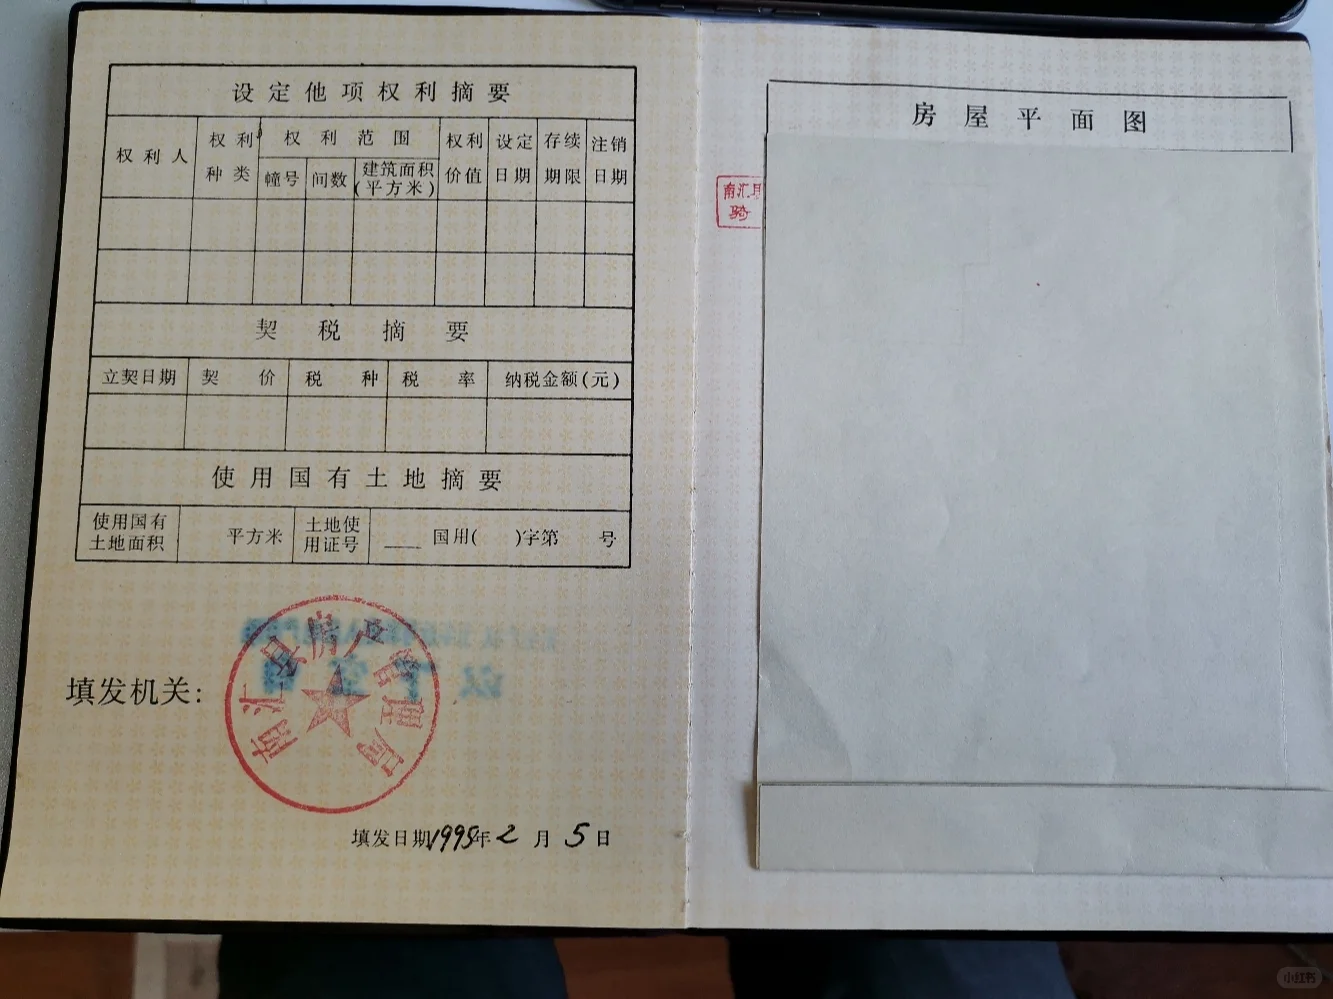 设定他项权利摘要
权利人
权利种类
权利范围
幢号
间数
建筑面积(平方米)
权利价值
设定日期
存续期限
注销日期
契税摘要
立契日期
契价
税种
税率
纳税金额(元)
使用国有土地摘要
使用国有土地面积
平方米
土地使用证号
国用( )字第 号
填发机关:
南汇县房产管理局
填发日期1995年2月5日
房屋平面图
南汇县
骑
小红书